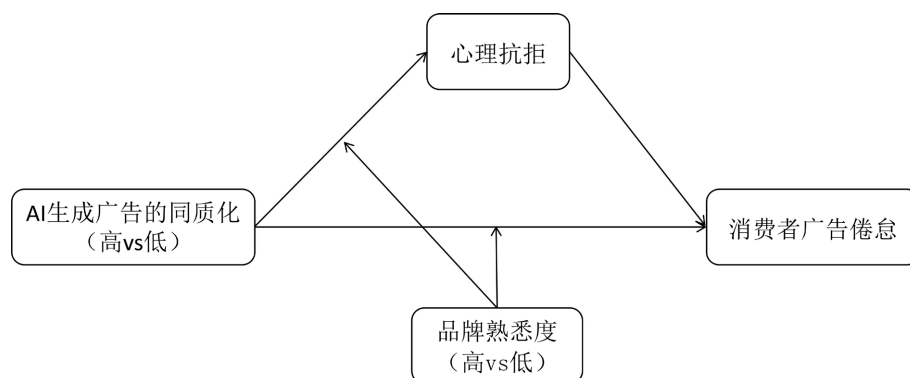 心理抗拒
AI生成广告的同质化
（高vs低）
消费者广告倦怠
品牌熟悉度
（高vs低）